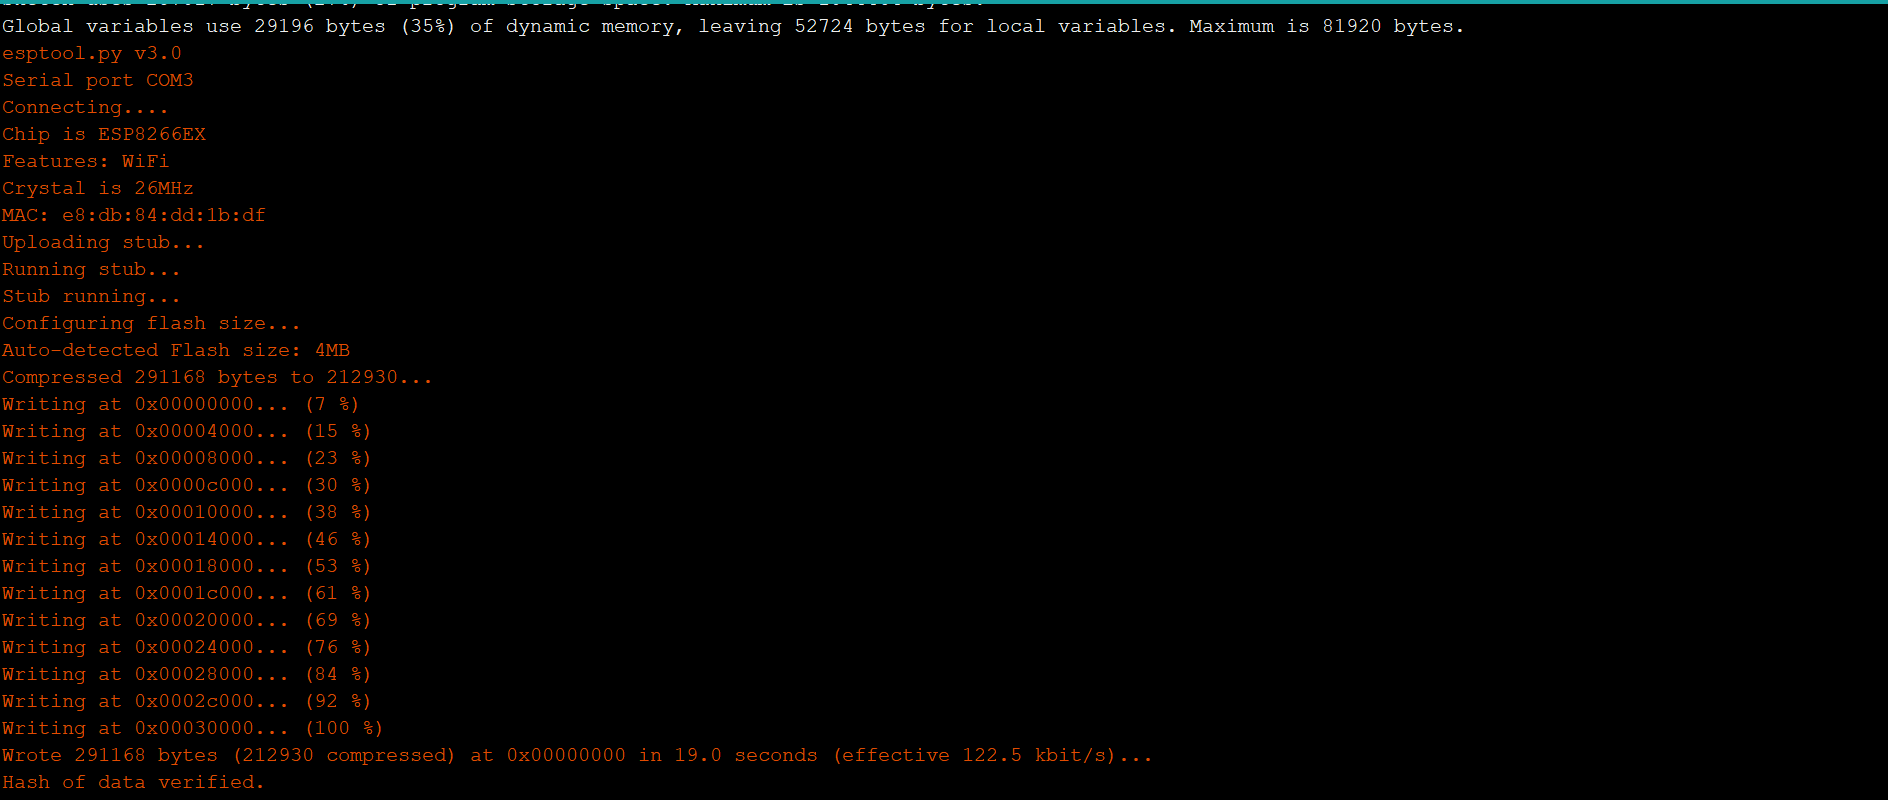 Global variables use 29196 bytes (35%) of dynamic memory, leaving 52724 bytes for local variables. Maximum is 81920 bytes.
esptool.py v3.0
Serial port COM3
Connecting....
Chip is ESP8266EX
Features: WiFi
Crystal is 26MHz
MAC: e8:db:84:dd:1b:df
Uploading stub...
Running stub...
Stub running...
Configuring flash size...
Auto-detected Flash size: 4MB
Compressed 291168 bytes to 212930...
Writing at 0x00000000... (7 %)
Writing at 0x00004000... (15 %)
Writing at 0x00008000... (23 %)
Writing at 0x0000c000... (30 %)
Writing at 0x00010000... (38 %)
Writing at 0x00014000... (46 %)
Writing at 0x00018000... (53 %)
Writing at 0x0001c000... (61 %)
Writing at 0x00020000... (69 %)
Writing at 0x00024000... (76 %)
Writing at 0x00028000... (84 %)
Writing at 0x0002c000... (92 %)
Writing at 0x00030000... (100 %)
Wrote 291168 bytes (212930 compressed) at 0x00000000 in 19.0 seconds (effective 122.5 kbit/s)...
Hash of data verified.